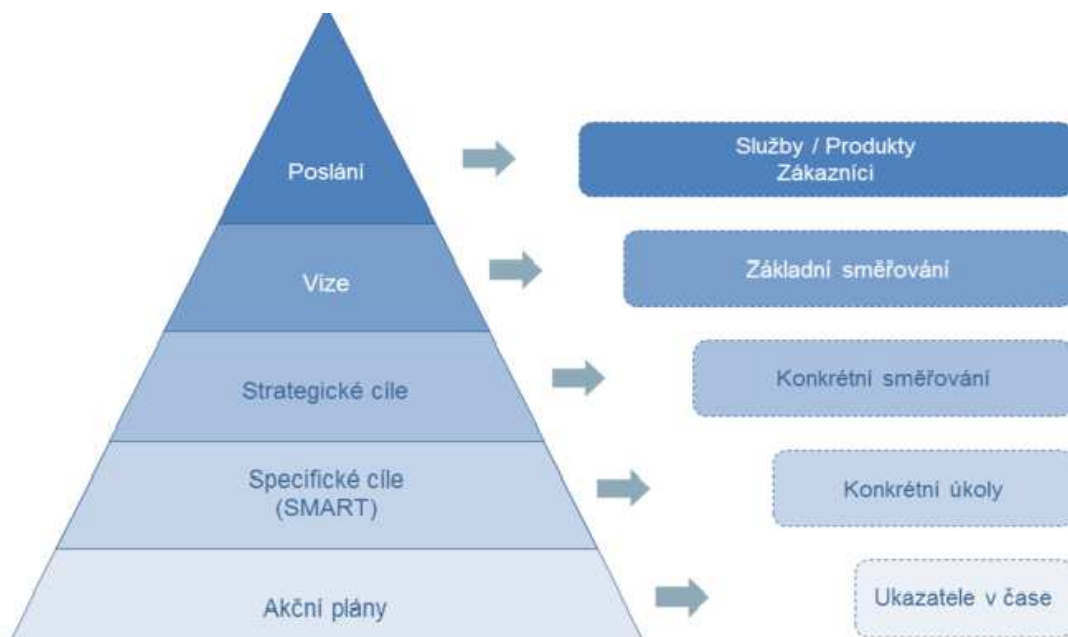 Poslání
Služby / Produkty
Zákazníci
Vize
Základní směřování
Strategické cíle
Konkrétní směřování
Specifické cíle
(SMART)
Konkrétní úkoly
Akční plány
Ukazatele v čase